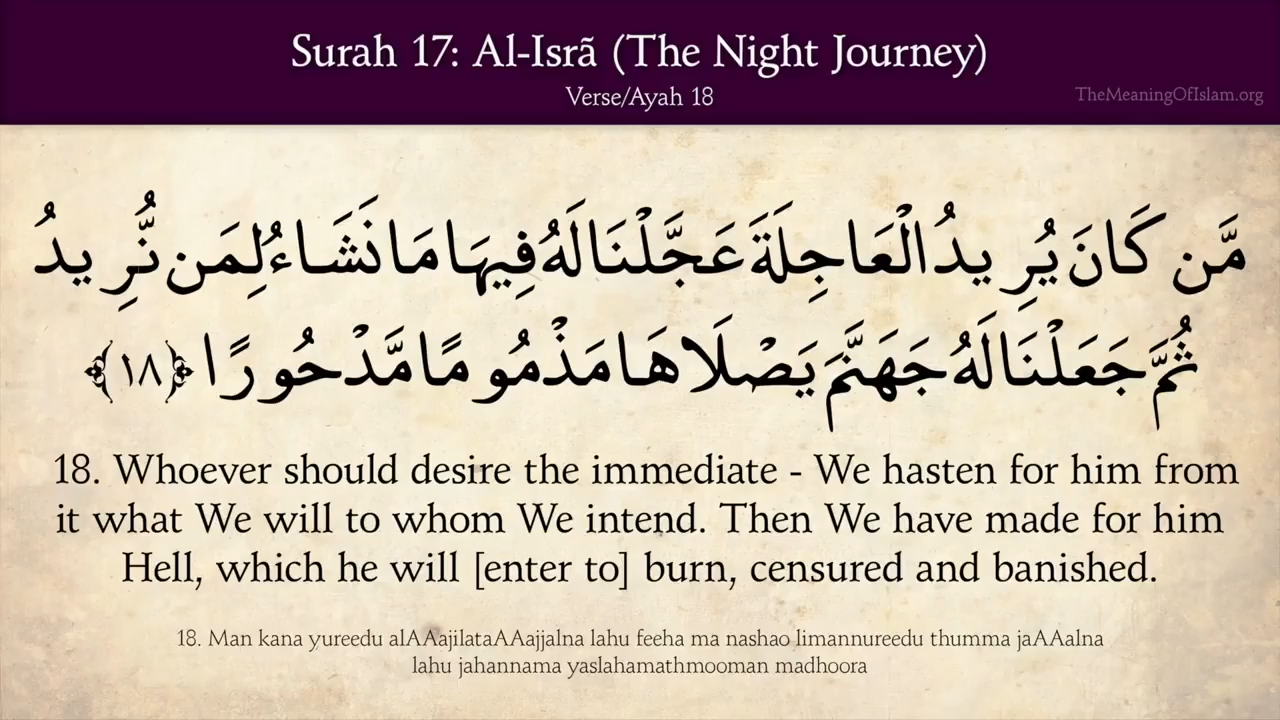 Surah 17: Al-Isrã (The Night Journey)
Verse/Ayah 18
TheMeaningOfIslam.org
مَّن كَانَ يُرِيدُ الْعَاجِلَةَ عَجَّلْنَا لَهُ فِيهَا مَا نَشَاءُ لِمَن نُّرِيدُ
ثُمَّ جَعَلْنَا لَهُ جَهَنَّمَ يَصْلَاهَا مَذْمُومًا مَّدْحُورًا ﴿١٨﴾
18. Whoever should desire the immediate - We hasten for him from
it what We will to whom We intend. Then We have made for him
Hell, which he will [enter to] burn, censured and banished.
18. Man kana yureedu alAAajilataAAajjalna lahu feeha ma nashao limannureedu thumma jaAAalna
lahu jahannama yaslahamathmooman madhoora